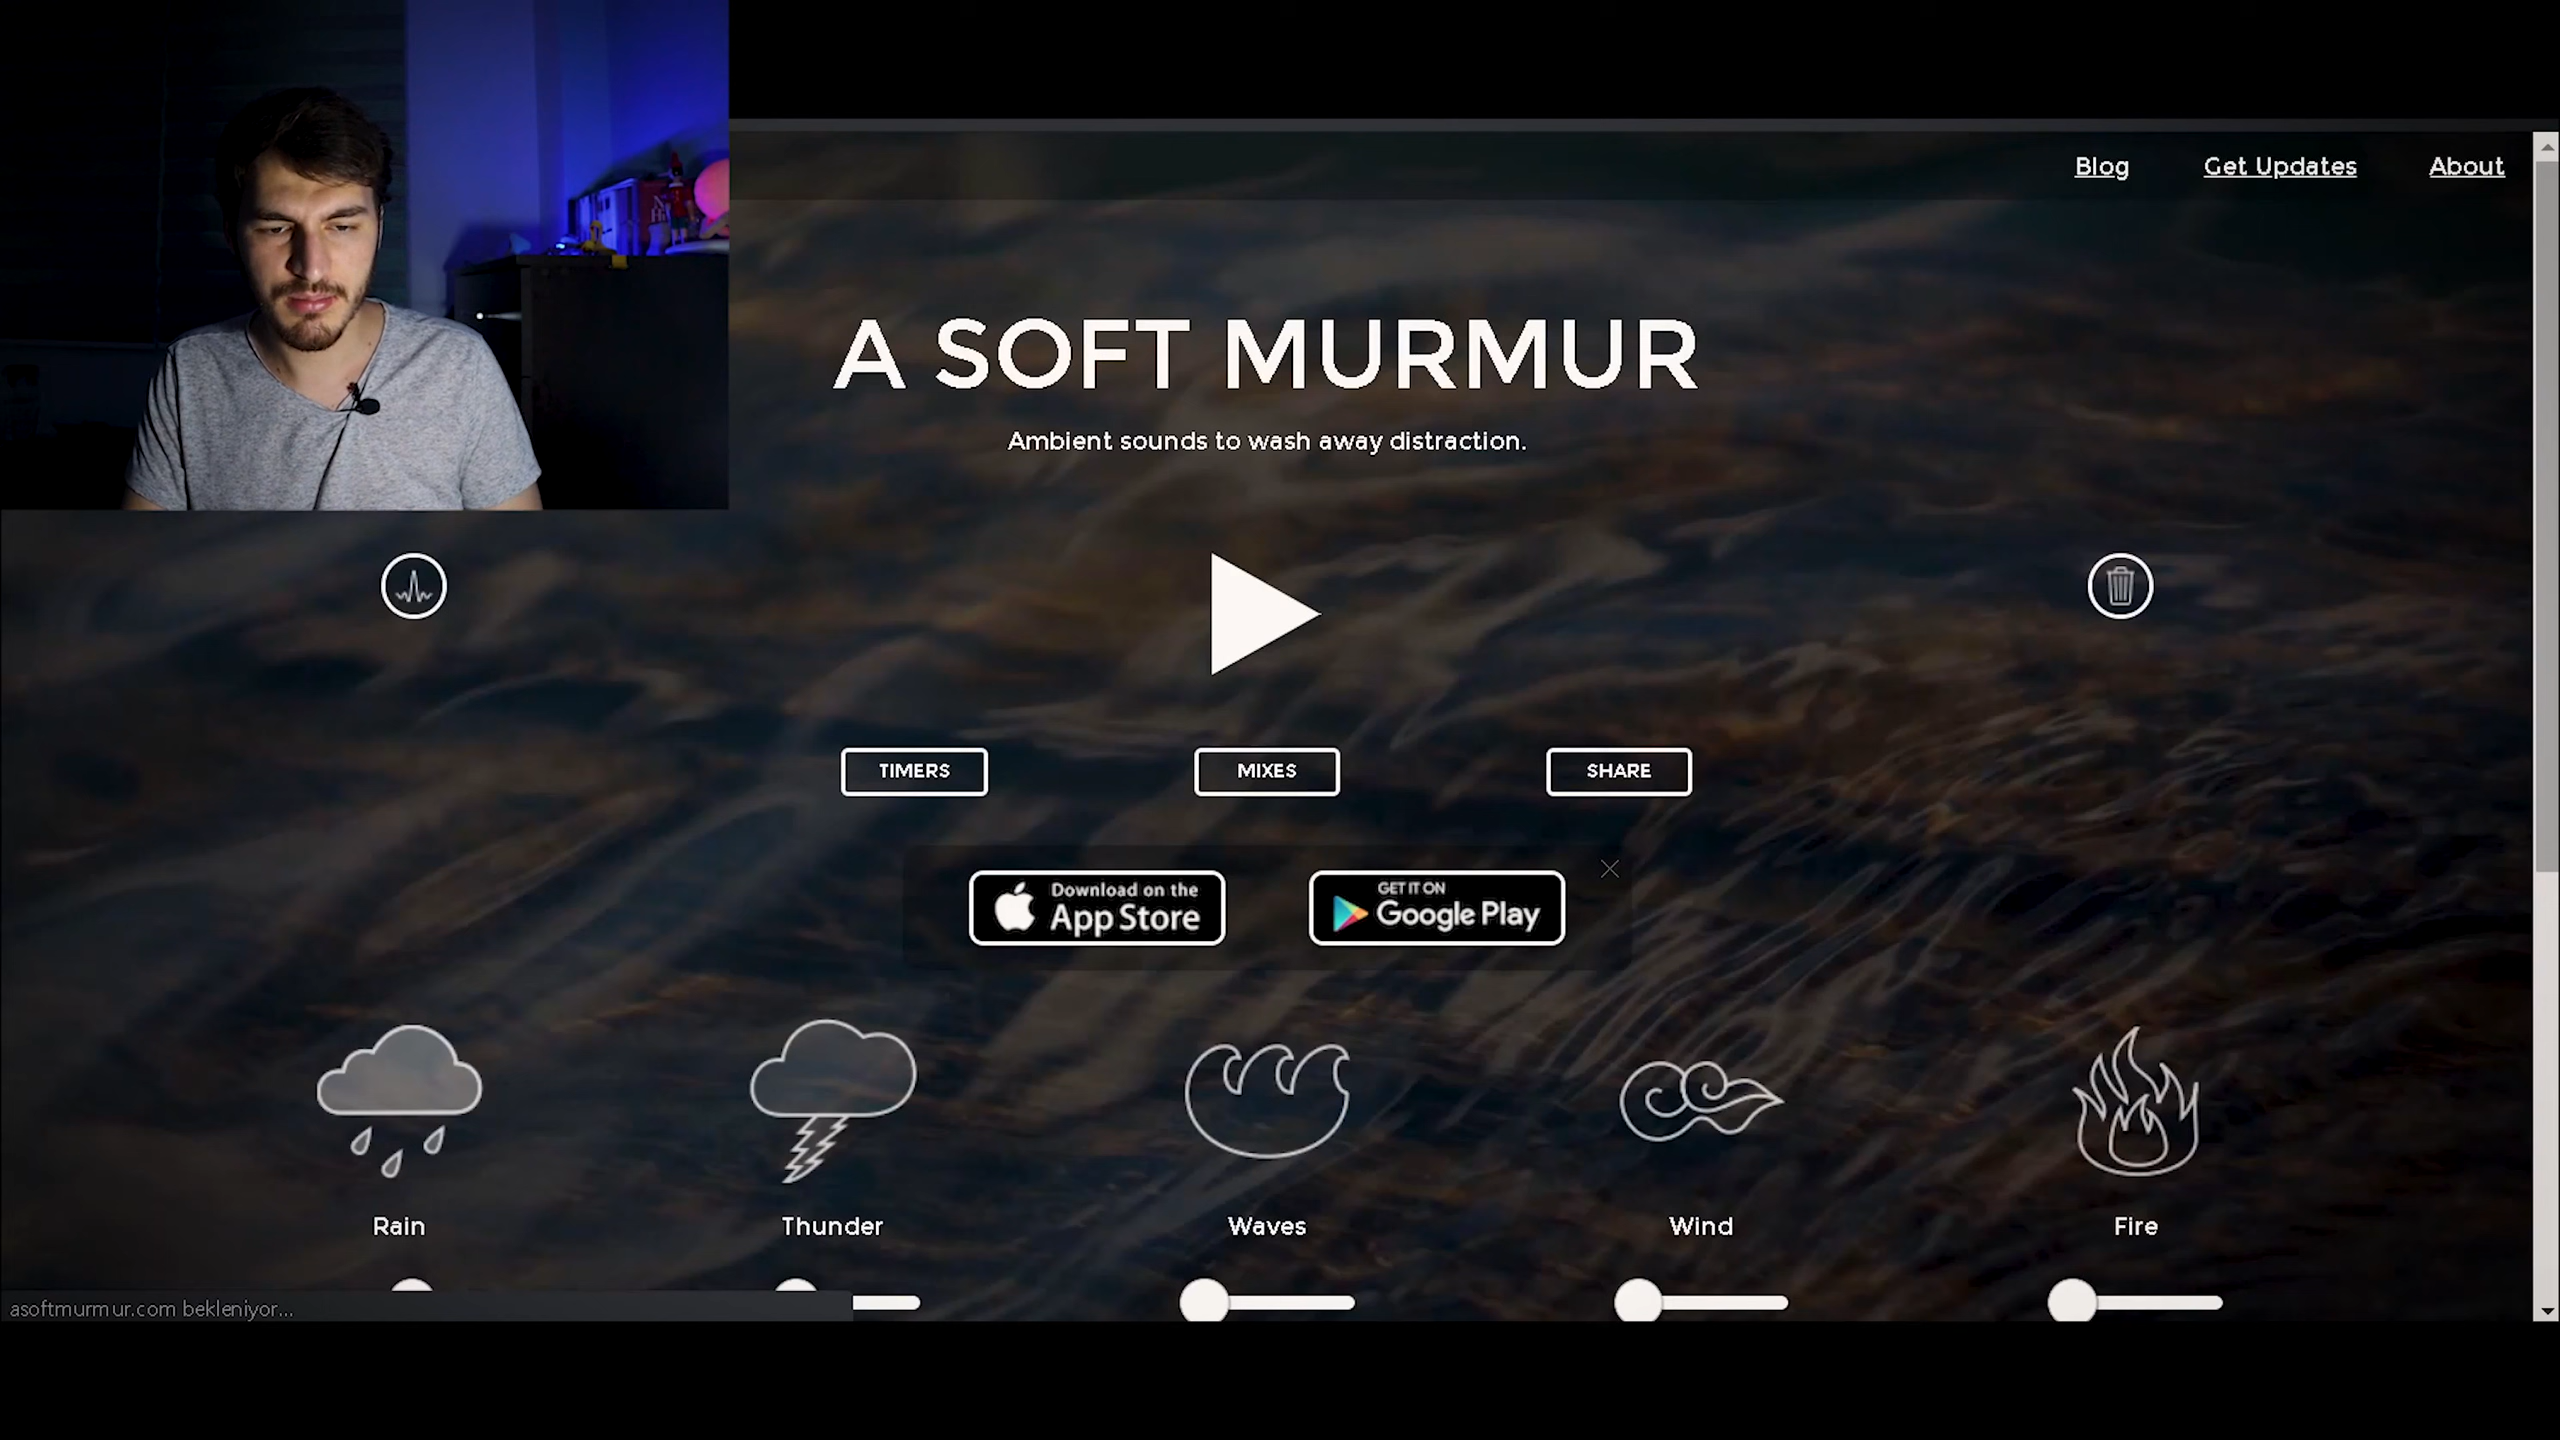 Blog Get Updates About
A SOFT MURMUR
Ambient sounds to wash away distraction.
TIMERS MIXES SHARE
Download on the
App Store
GET IT ON
Google Play
Rain Thunder Waves Wind Fire
asoftmurmur.com bekleniyor...